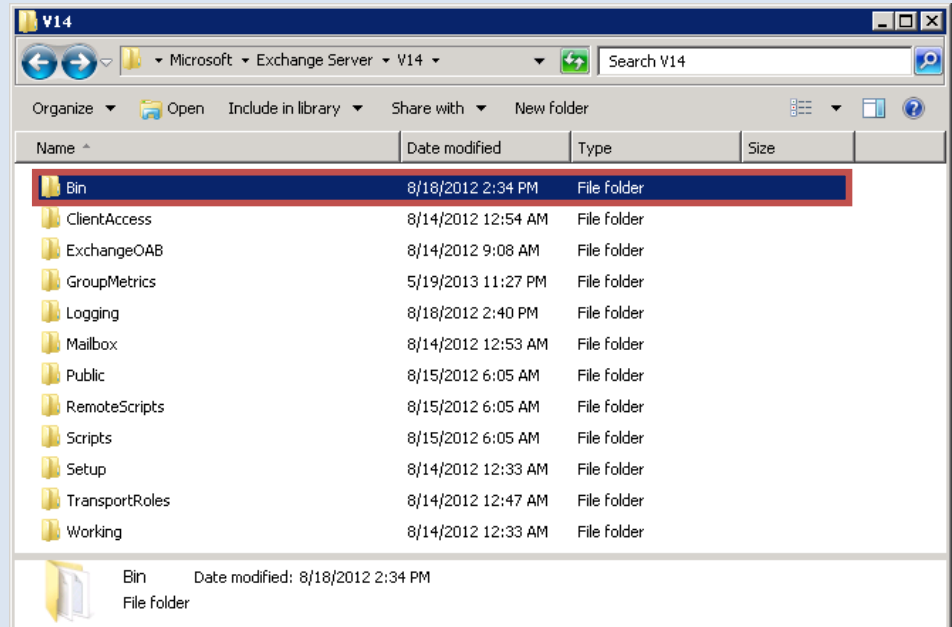 V14
Microsoft Exchange Server V14 Search V14
Organize Open Include in library Share with New folder
Name Date modified Type Size
Bin 8/18/2012 2:34 PM File folder
ClientAccess 8/14/2012 12:54 AM File folder
ExchangeOAB 8/14/2012 9:08 AM File folder
GroupMetrics 5/19/2013 11:27 PM File folder
Logging 8/18/2012 2:40 PM File folder
Mailbox 8/14/2012 12:53 AM File folder
Public 8/15/2012 6:05 AM File folder
RemoteScripts 8/15/2012 6:05 AM File folder
Scripts 8/15/2012 6:05 AM File folder
Setup 8/14/2012 12:33 AM File folder
TransportRoles 8/14/2012 12:47 AM File folder
Working 8/14/2012 12:33 AM File folder
Bin Date modified: 8/18/2012 2:34 PM
File folder